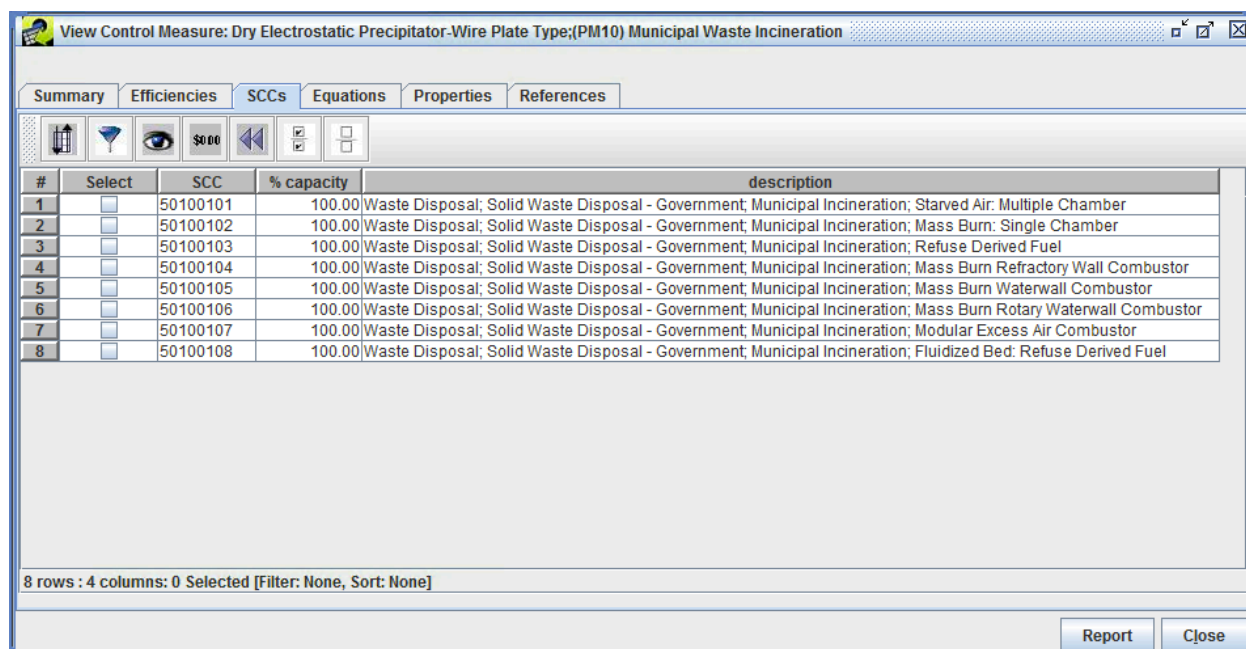 View Control Measure: Dry Electrostatic Precipitator-Wire Plate Type;(PM10) Municipal Waste Incineration
Summary Efficiencies SCCs Equations Properties References
$0.00
# Select SCC % capacity description
1 50100101 100.00 Waste Disposal; Solid Waste Disposal - Government; Municipal Incineration; Starved Air: Multiple Chamber
2 50100102 100.00 Waste Disposal; Solid Waste Disposal - Government; Municipal Incineration; Mass Burn: Single Chamber
3 50100103 100.00 Waste Disposal; Solid Waste Disposal - Government; Municipal Incineration; Refuse Derived Fuel
4 50100104 100.00 Waste Disposal; Solid Waste Disposal - Government; Municipal Incineration; Mass Burn Refractory Wall Combustor
5 50100105 100.00 Waste Disposal; Solid Waste Disposal - Government; Municipal Incineration; Mass Burn Waterwall Combustor
6 50100106 100.00 Waste Disposal; Solid Waste Disposal - Government; Municipal Incineration; Mass Burn Rotary Waterwall Combustor
7 50100107 100.00 Waste Disposal; Solid Waste Disposal - Government; Municipal Incineration; Modular Excess Air Combustor
8 50100108 100.00 Waste Disposal; Solid Waste Disposal - Government; Municipal Incineration; Fluidized Bed: Refuse Derived Fuel
8 rows : 4 columns: 0 Selected [Filter: None, Sort: None]
Report Close